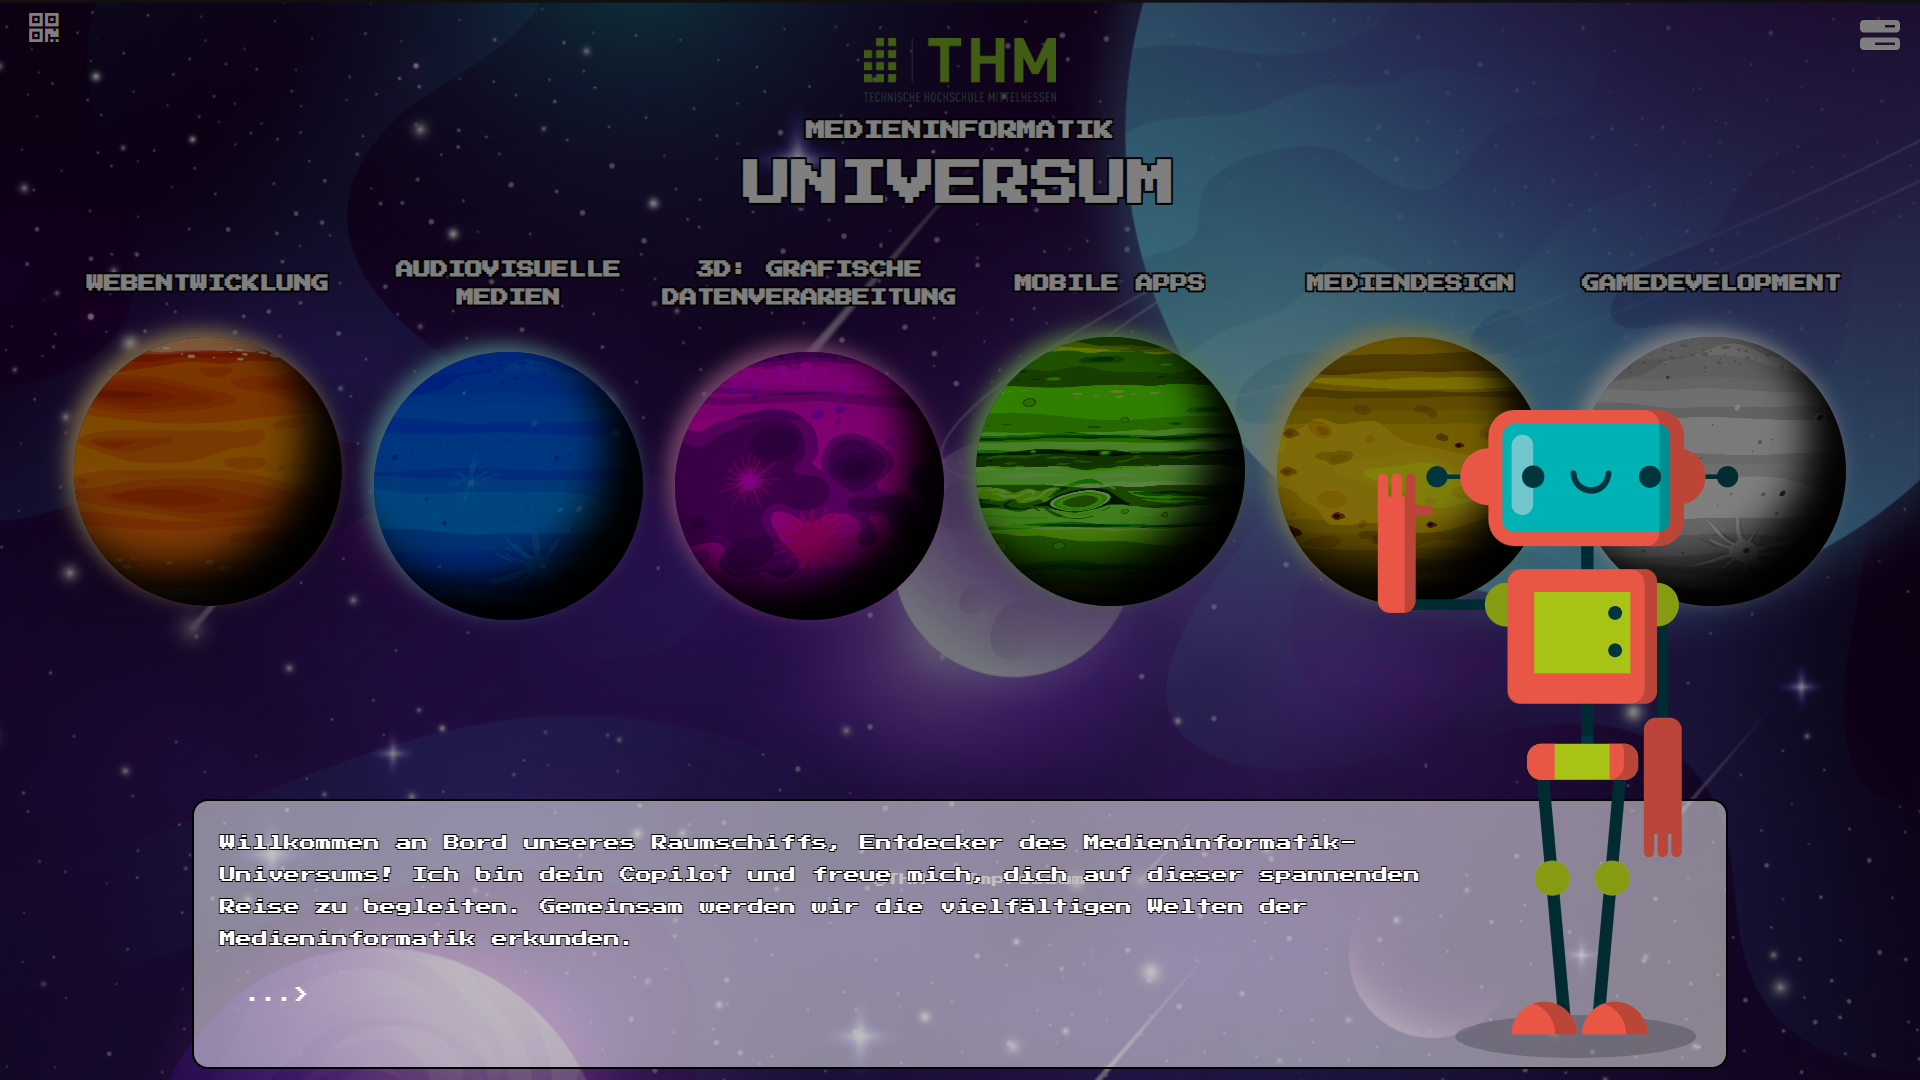 THM
TECHNISCHE HOCHSCHULE MITTELHESSEN
MEDIENINFORMATIK
UNIVERSUM
WEBENTWICKLUNG
AUDIOVISUELLE
MEDIEN
3D: GRAFISCHE
DATENVERARBEITUNG
MOBILE APPS
MEDIENDESIGN
GAMEDEVELOPMENT
Willkommen an Bord unseres Raumschiffs, Entdecker des Medieninformatik-
Universums! Ich bin dein Copilot und freue mich, dich auf dieser spannenden
Reise zu begleiten. Gemeinsam werden wir die vielfältigen Welten der
Medieninformatik erkunden.
...>